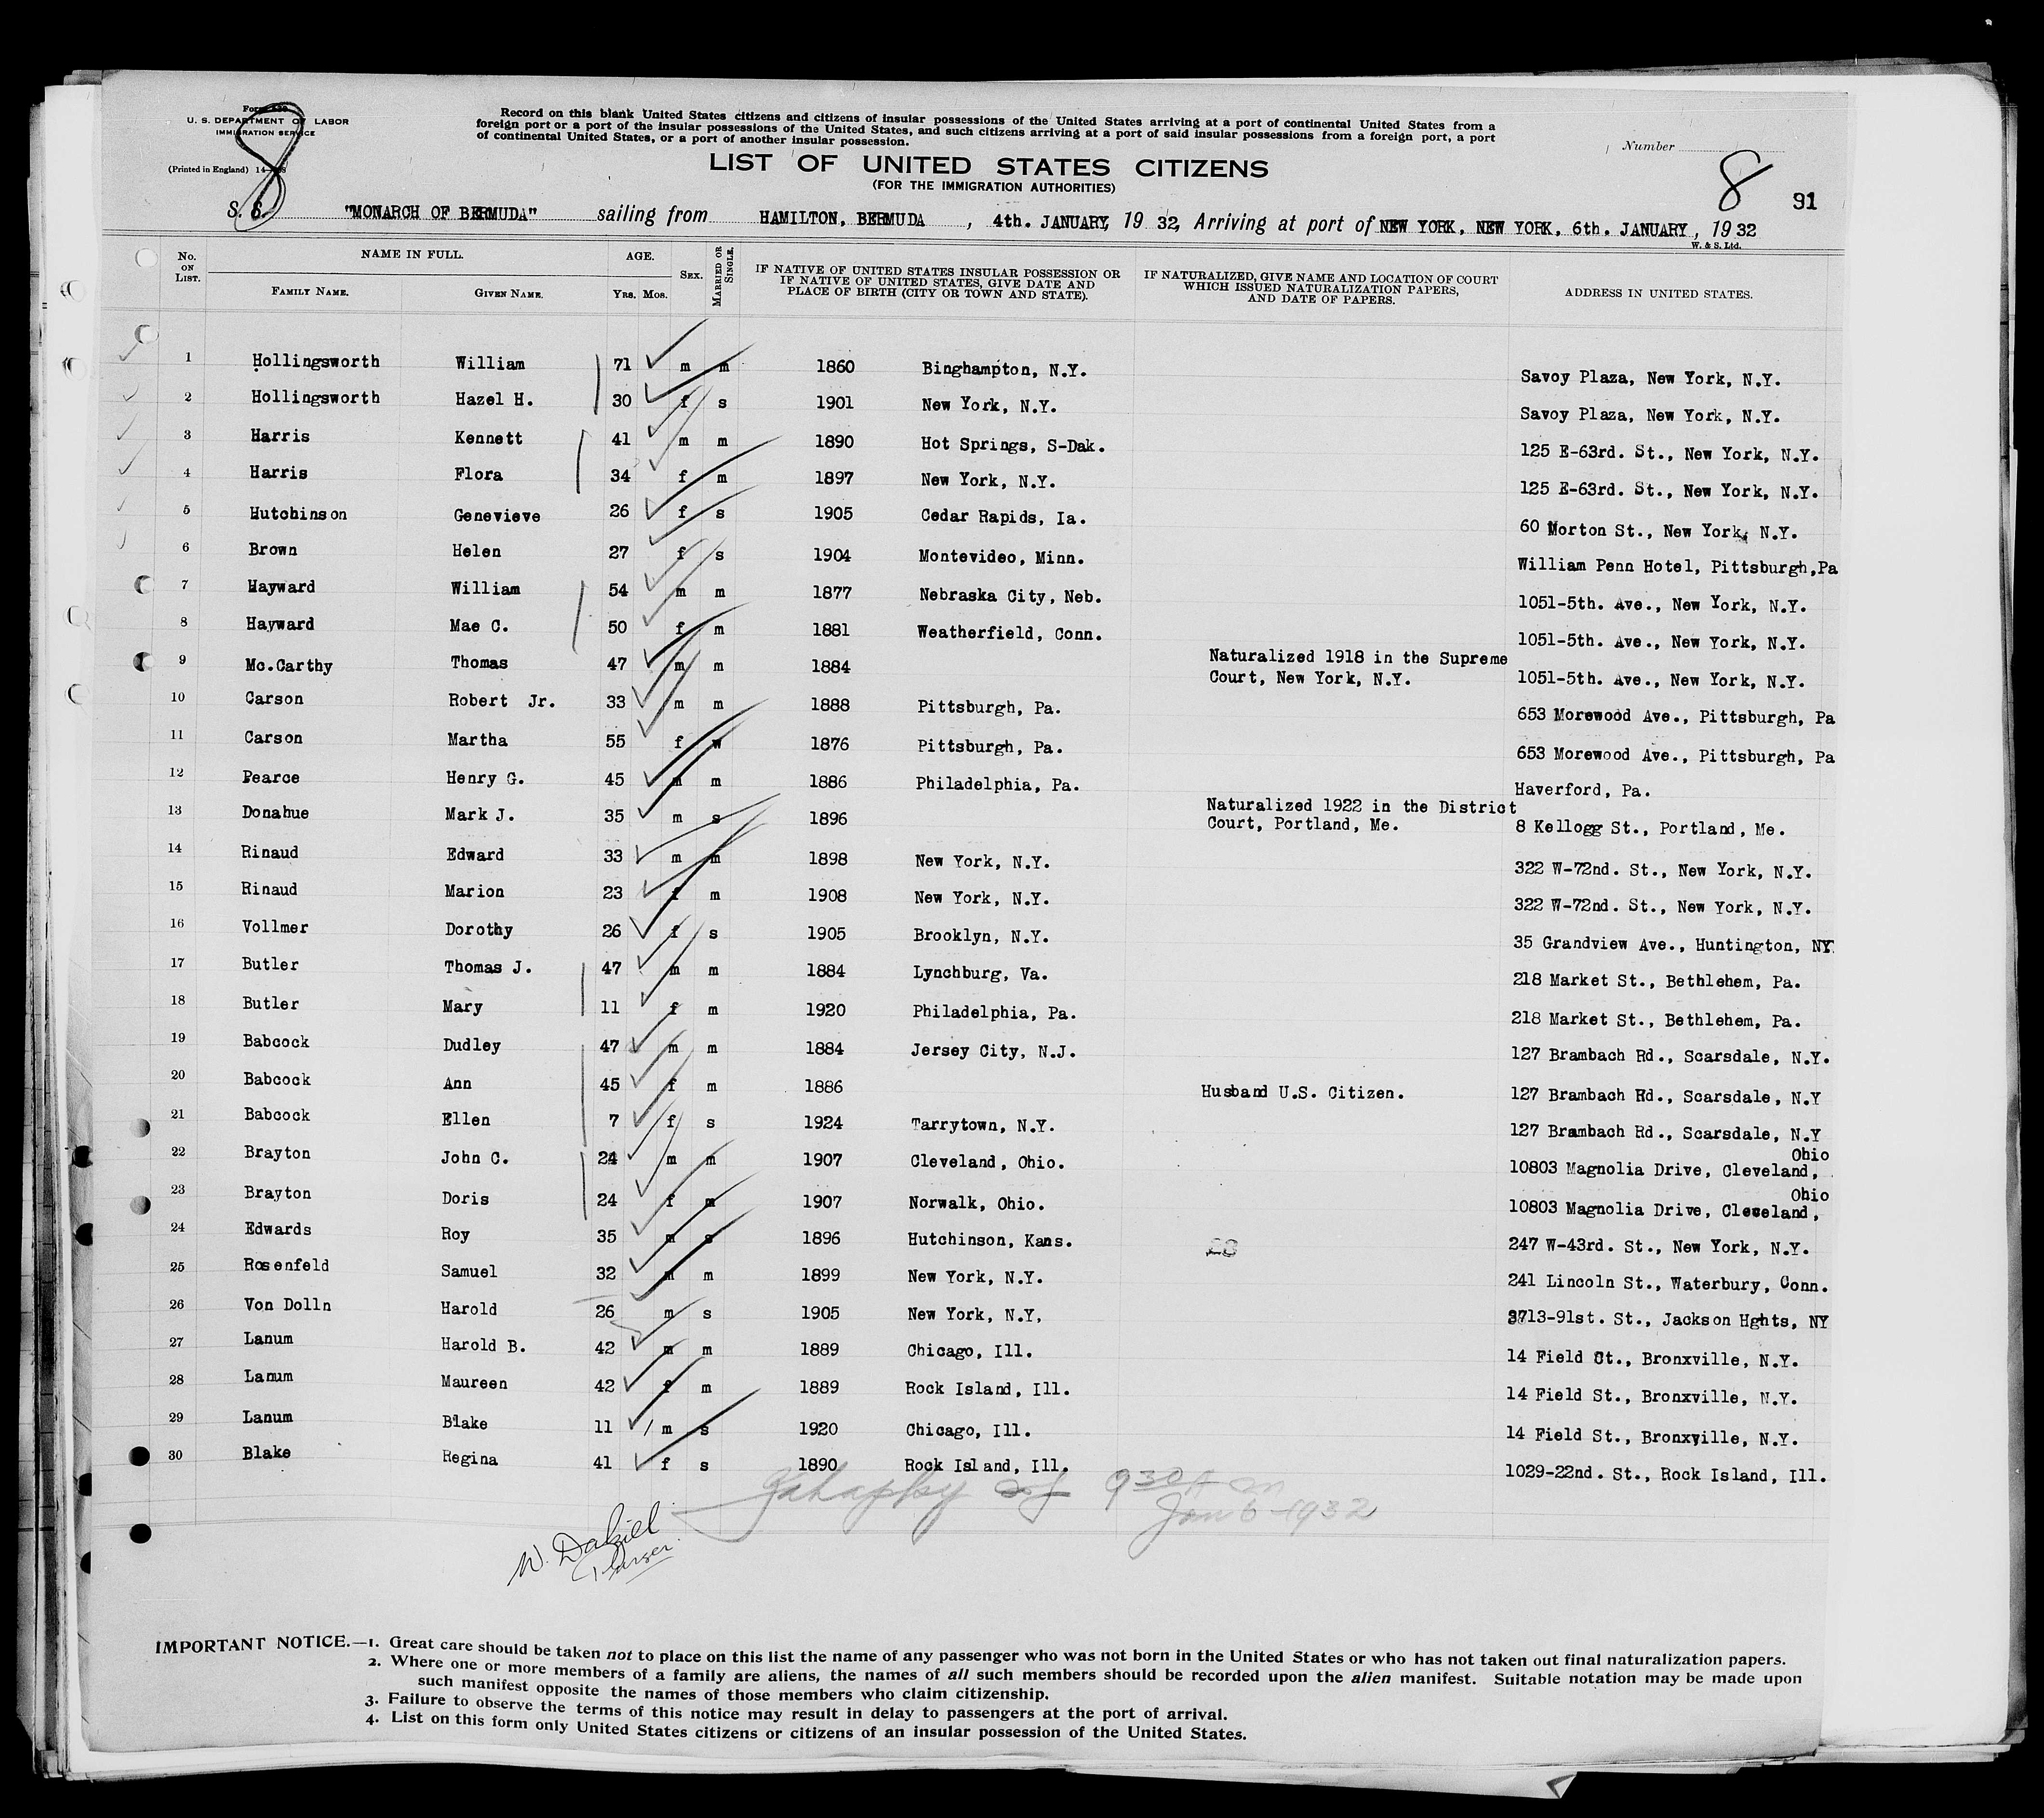 Form 630
U. S. DEPARTMENT OF LABOR
IMMIGRATION SERVICE
(Printed in England)
8
Record on this blank United States citizens and citizens of insular possessions of the United States arriving at a port of continental United States from a
foreign port or a port of the insular possessions of the United States, and such citizens arriving at a port of said insular possessions from a foreign port, a port
of continental United States, or a port of another insular possession.
Number
LIST OF UNITED STATES CITIZENS
(FOR THE IMMIGRATION AUTHORITIES)
8 91
S. S. "MONARCH OF BERMUDA" sailing from HAMILTON, BERMUDA, 4th. JANUARY, 19 32, Arriving at port of NEW YORK, NEW YORK, 6th. JANUARY, 19 32
W. & S. Ltd.
No. ON LIST. NAME IN FULL. FAMILY NAME. GIVEN NAME. AGE. YRS. MOS. SEX. MARRIED OR SINGLE. IF NATIVE OF UNITED STATES INSULAR POSSESSION OR IF NATIVE OF UNITED STATES, GIVE DATE AND PLACE OF BIRTH (CITY OR TOWN AND STATE). IF NATURALIZED, GIVE NAME AND LOCATION OF COURT WHICH ISSUED NATURALIZATION PAPERS, AND DATE OF PAPERS. ADDRESS IN UNITED STATES.
1 Hollingsworth William 71 m m 1860 Binghampton, N.Y. Savoy Plaza, New York, N.Y.
2 Hollingsworth Hazel H. 30 f s 1901 New York, N.Y. Savoy Plaza, New York, N.Y.
3 Harris Kennett 41 m m 1890 Hot Springs, S-Dak. 125 E-63rd. St., New York, N.Y.
4 Harris Flora 34 f m 1897 New York, N.Y. 125 E-63rd. St., New York, N.Y.
5 Hutchinson Genevieve 26 f s 1905 Cedar Rapids, Ia. 60 Morton St., New York, N.Y.
6 Brown Helen 27 f s 1904 Montevideo, Minn. William Penn Hotel, Pittsburgh,Pa
7 Hayward William 54 m m 1877 Nebraska City, Neb. 1051-5th. Ave., New York, N.Y.
8 Hayward Mae C. 50 f m 1881 Weatherfield, Conn. 1051-5th. Ave., New York, N.Y.
9 Mc.Carthy Thomas 47 m m 1884 Naturalized 1918 in the Supreme Court, New York, N.Y. 1051-5th. Ave., New York, N.Y.
10 Carson Robert Jr. 33 m m 1888 Pittsburgh, Pa. 653 Morewood Ave., Pittsburgh, Pa
11 Carson Martha 55 f w 1876 Pittsburgh, Pa. 653 Morewood Ave., Pittsburgh, Pa
12 Pearce Henry G. 45 m m 1886 Philadelphia, Pa. Haverford, Pa.
13 Donahue Mark J. 35 m s 1896 Naturalized 1922 in the District Court, Portland, Me. 8 Kellogg St., Portland, Me.
14 Rinaud Edward 33 m m 1898 New York, N.Y. 322 W-72nd. St., New York, N.Y.
15 Rinaud Marion 23 f m 1908 New York, N.Y. 322 W-72nd. St., New York, N.Y.
16 Vollmer Dorothy 26 f s 1905 Brooklyn, N.Y. 35 Grandview Ave., Huntington, NY.
17 Butler Thomas J. 47 m m 1884 Lynchburg, Va. 218 Market St., Bethlehem, Pa.
18 Butler Mary 11 f m 1920 Philadelphia, Pa. 218 Market St., Bethlehem, Pa.
19 Babcock Dudley 47 m m 1884 Jersey City, N.J. 127 Brambach Rd., Scarsdale, N.Y.
20 Babcock Ann 45 f m 1886 Husband U.S. Citizen. 127 Brambach Rd., Scarsdale, N.Y
21 Babcock Ellen 7 f s 1924 Tarrytown, N.Y. 127 Brambach Rd., Scarsdale, N.Y
22 Brayton John C. 24 m m 1907 Cleveland, Ohio. 10803 Magnolia Drive, Cleveland, Ohio
23 Brayton Doris 24 f m 1907 Norwalk, Ohio. 10803 Magnolia Drive, Cleveland, Ohio
24 Edwards Roy 35 m s 1896 Hutchinson, Kans. 247 W-43rd. St., New York, N.Y.
25 Rosenfeld Samuel 32 m m 1899 New York, N.Y. 241 Lincoln St., Waterbury, Conn.
26 Von Dolln Harold 26 m s 1905 New York, N.Y. 3713-91st. St., Jackson Hghts, NY
27 Lanum Harold B. 42 m m 1889 Chicago, Ill. 14 Field Ct., Bronxville, N.Y.
28 Lanum Maureen 42 f m 1889 Rock Island, Ill. 14 Field St., Bronxville, N.Y.
29 Lanum Blake 11 m s 1920 Chicago, Ill. 14 Field St., Bronxville, N.Y.
30 Blake Regina 41 f s 1890 Rock Island, Ill. 1029-22nd. St., Rock Island, Ill.
930 A m
Jan 6-1932
W. Dalziel
Purser.
IMPORTANT NOTICE.—1. Great care should be taken not to place on this list the name of any passenger who was not born in the United States or who has not taken out final naturalization papers.
2. Where one or more members of a family are aliens, the names of all such members should be recorded upon the alien manifest. Suitable notation may be made upon
such manifest opposite the names of those members who claim citizenship.
3. Failure to observe the terms of this notice may result in delay to passengers at the port of arrival.
4. List on this form only United States citizens or citizens of an insular possession of the United States.